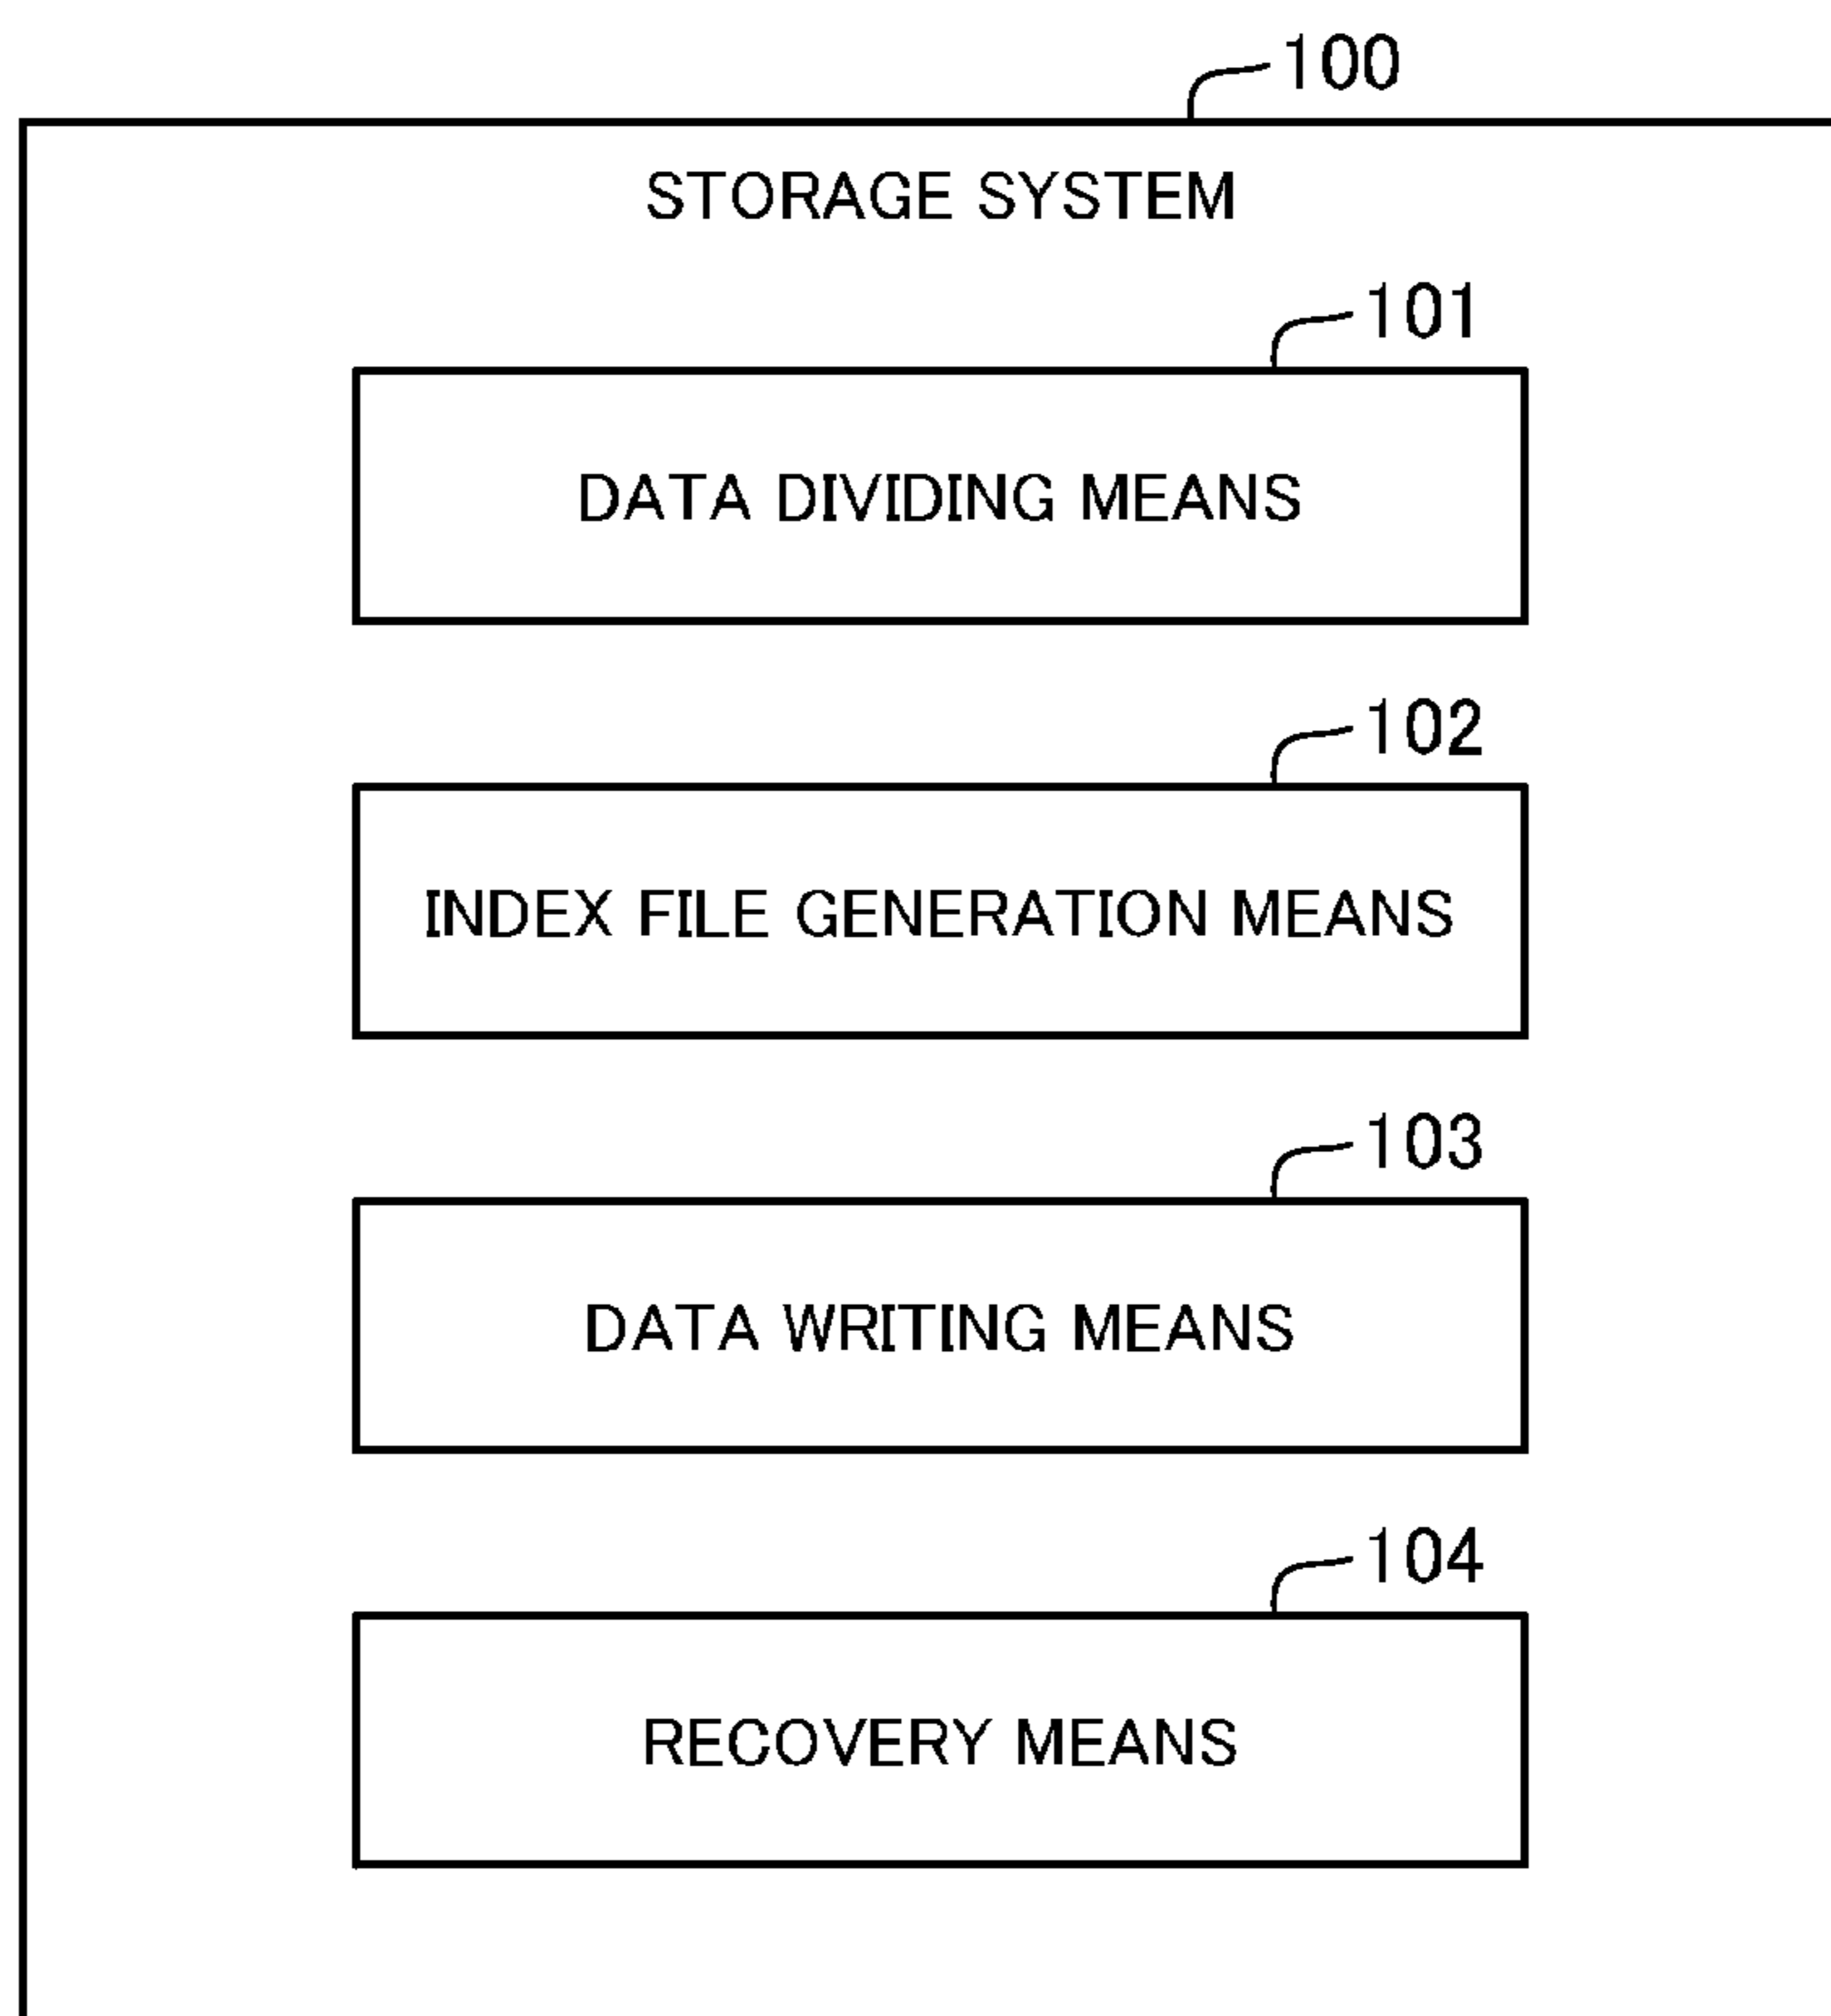 100
STORAGE SYSTEM
101
DATA DIVIDING MEANS
102
INDEX FILE GENERATION MEANS
103
DATA WRITING MEANS
104
RECOVERY MEANS